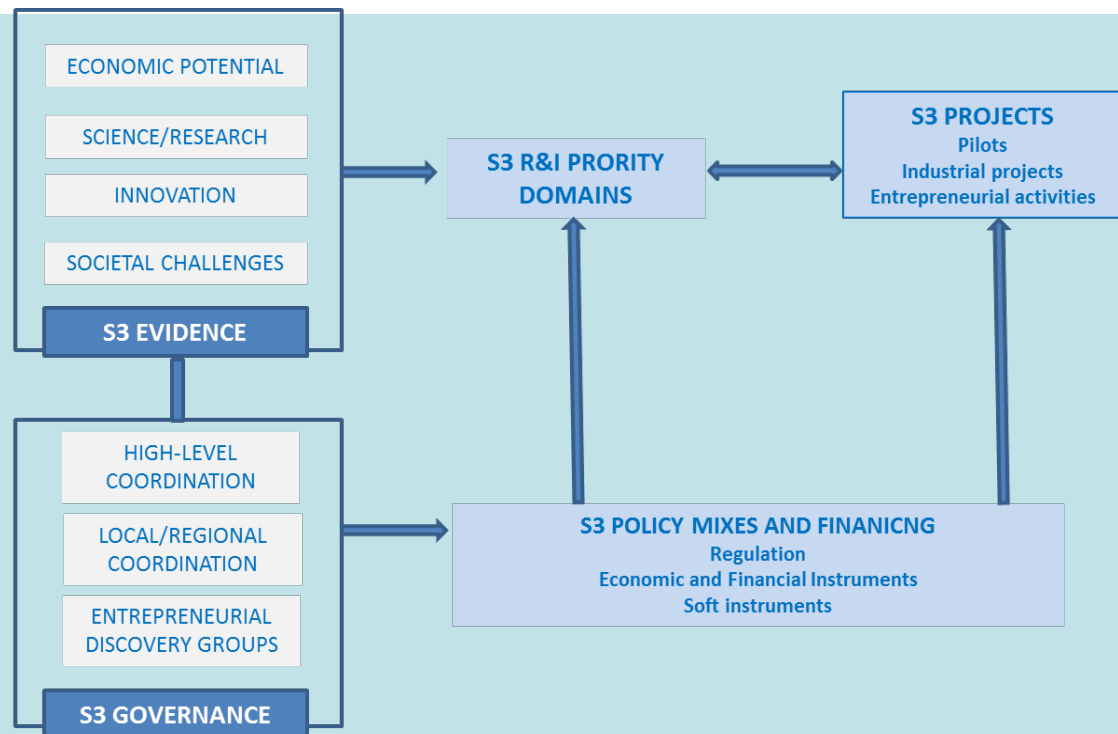 ECONOMIC POTENTIAL
SCIENCE/RESEARCH
INNOVATION
SOCIETAL CHALLENGES
S3 EVIDENCE
S3 R&I PRORITY
DOMAINS
S3 PROJECTS
Pilots
Industrial projects
Entrepreneurial activities
HIGH-LEVEL
COORDINATION
LOCAL/REGIONAL
COORDINATION
ENTREPRENEURIAL
DISCOVERY GROUPS
S3 GOVERNANCE
S3 POLICY MIXES AND FINANICNG
Regulation
Economic and Financial Instruments
Soft instruments